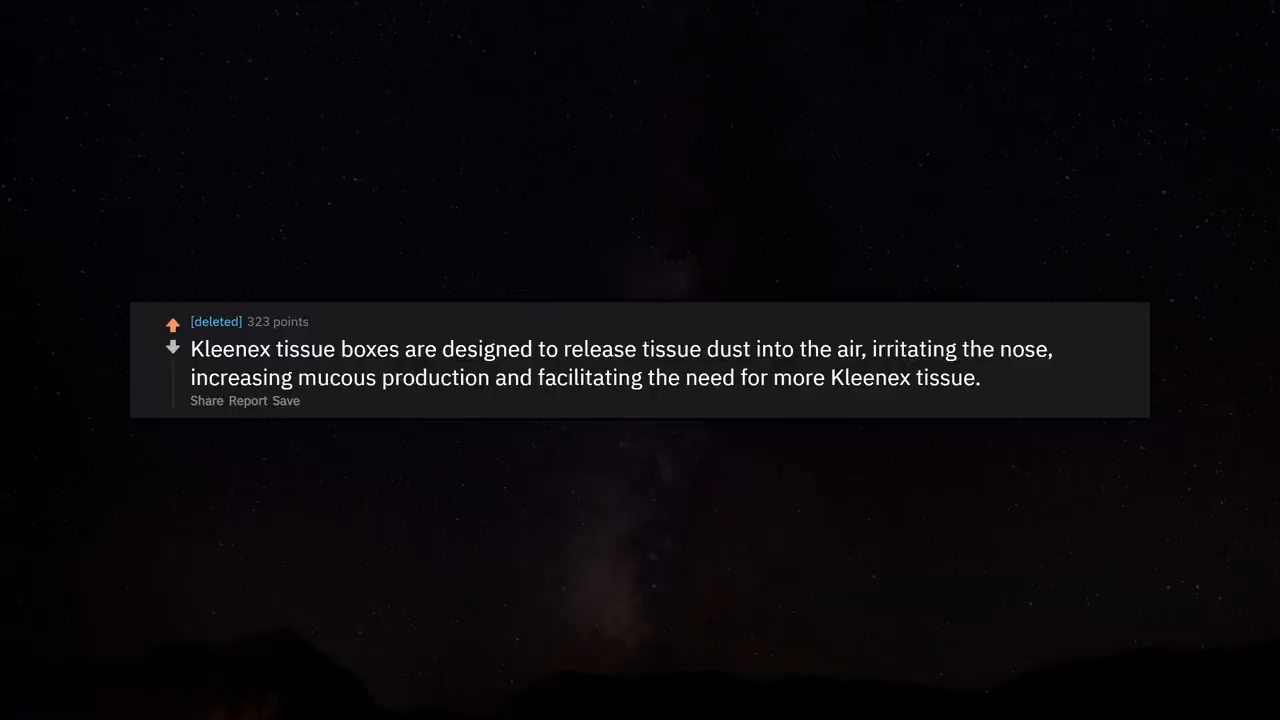 [deleted] 323 points
Kleenex tissue boxes are designed to release tissue dust into the air, irritating the nose,
increasing mucous production and facilitating the need for more Kleenex tissue.
Share Report Save